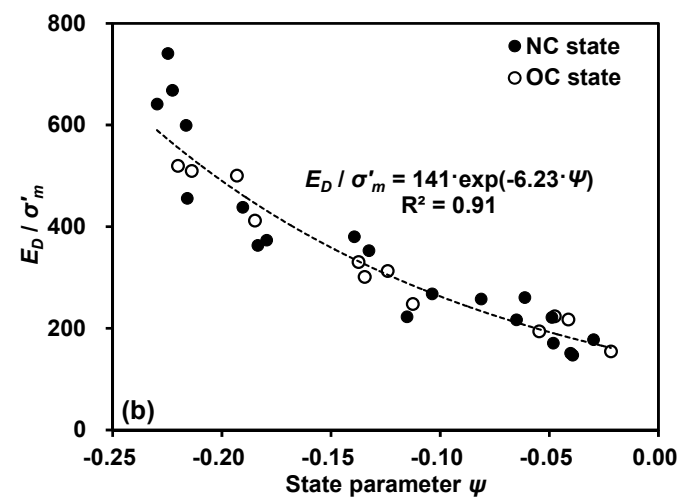 800
600
400
200
0
E_D / σ'_m
NC state
OC state
E_D / σ'_m = 141·exp(-6.23·Ψ)
R² = 0.91
(b)
-0.25 -0.20 -0.15 -0.10 -0.05 0.00
State parameter ψ